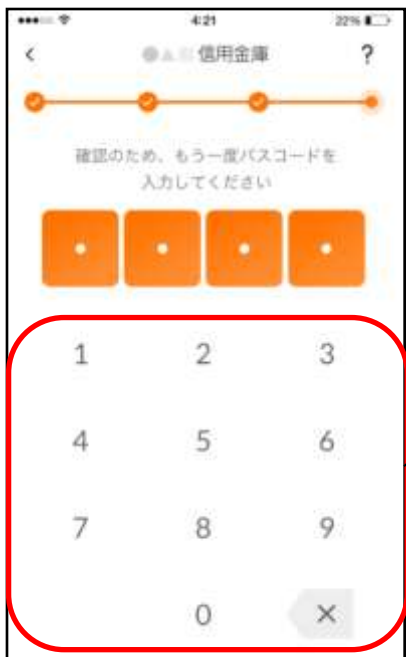 4:21 22%
< ●▲■信用金庫 ?
確認のため、もう一度パスコードを
入力してください
1 2 3
4 5 6
7 8 9
0 ×